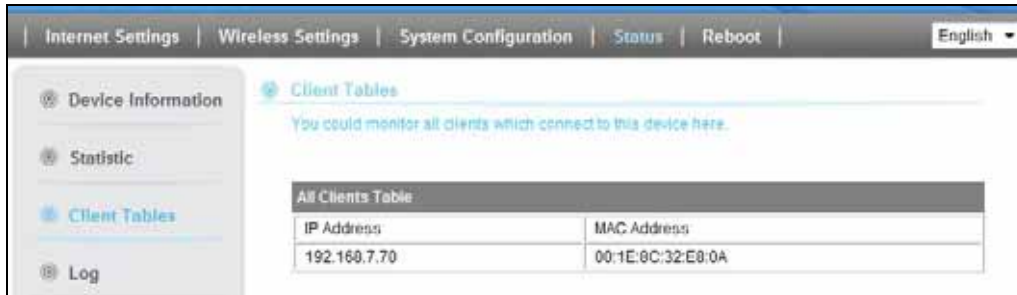 Internet Settings | Wireless Settings | System Configuration | Status | Reboot | English
Device Information
Statistic
Client Tables
Log
Client Tables
You could monitor all clients which connect to this device here.
All Clients Table
IP Address MAC Address
192.168.7.70 00:1E:8C:32:E8:0A